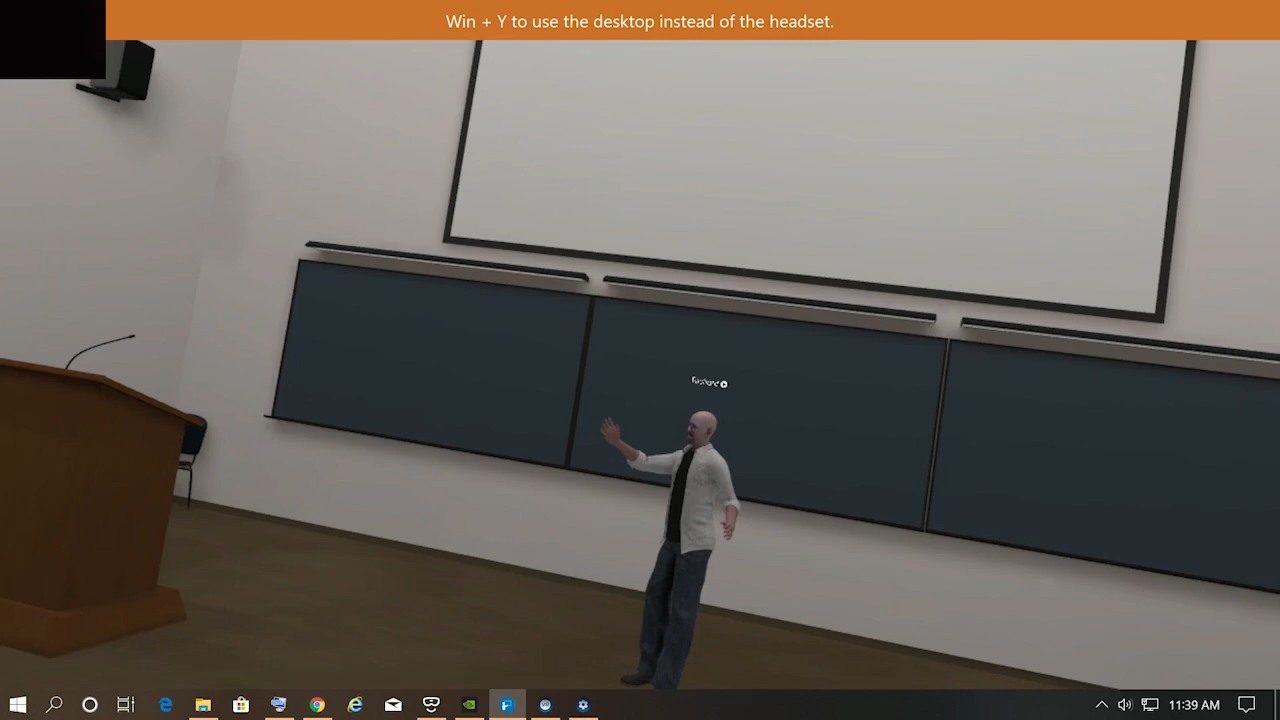 Win + Y to use the desktop instead of the headset.
11:39 AM